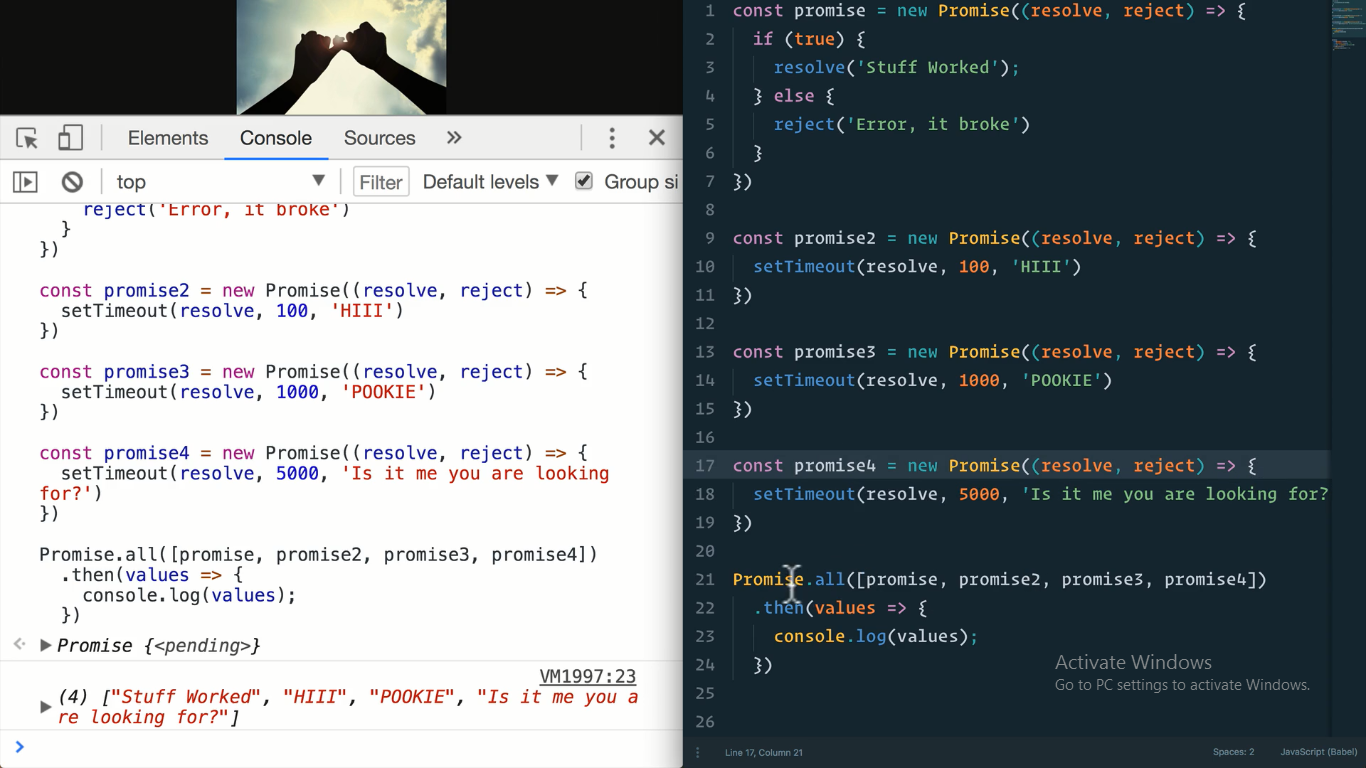 Elements Console Sources
top Filter Default levels Group si
reject('Error, it broke')
}
})
const promise2 = new Promise((resolve, reject) => {
setTimeout(resolve, 100, 'HIII')
})
const promise3 = new Promise((resolve, reject) => {
setTimeout(resolve, 1000, 'POOKIE')
})
const promise4 = new Promise((resolve, reject) => {
setTimeout(resolve, 5000, 'Is it me you are looking
for?')
})
Promise.all([promise, promise2, promise3, promise4])
.then(values => {
console.log(values);
})
Promise {<pending>}
VM1997:23
(4) ["Stuff Worked", "HIII", "POOKIE", "Is it me you a
re looking for?"]
1 const promise = new Promise((resolve, reject) => {
2 if (true) {
3 resolve('Stuff Worked');
4 } else {
5 reject('Error, it broke')
6 }
7 })
8
9 const promise2 = new Promise((resolve, reject) => {
10 setTimeout(resolve, 100, 'HIII')
11 })
12
13 const promise3 = new Promise((resolve, reject) => {
14 setTimeout(resolve, 1000, 'POOKIE')
15 })
16
17 const promise4 = new Promise((resolve, reject) => {
18 setTimeout(resolve, 5000, 'Is it me you are looking for?
19 })
20
21 Promise.all([promise, promise2, promise3, promise4])
22 .then(values => {
23 console.log(values);
24 })
25
26
Activate Windows
Go to PC settings to activate Windows.
Line 17, Column 21 Spaces: 2 JavaScript (Babel)